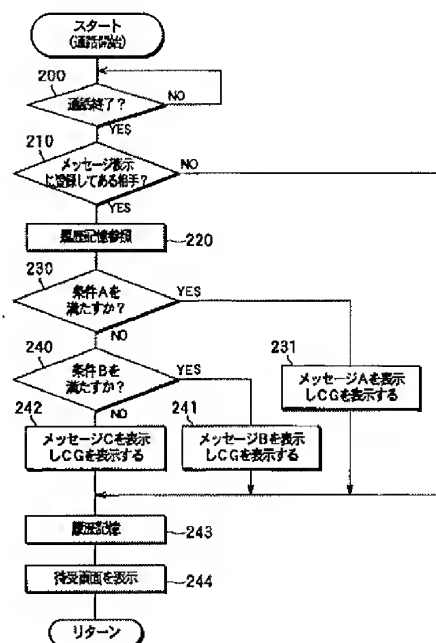 スタート
(通話開始)
200
通話終了?
NO
YES
210
メッセージ表示
に登録してある相手?
NO
YES
履歴記憶参照
220
230
条件Aを
満たすか?
YES
NO
240
条件Bを
満たすか?
YES
NO
231
メッセージAを表示
しCGを表示する
242
メッセージCを表示
しCGを表示する
241
メッセージBを表示
しCGを表示する
履歴記憶
243
待受画面を表示
244
リターン